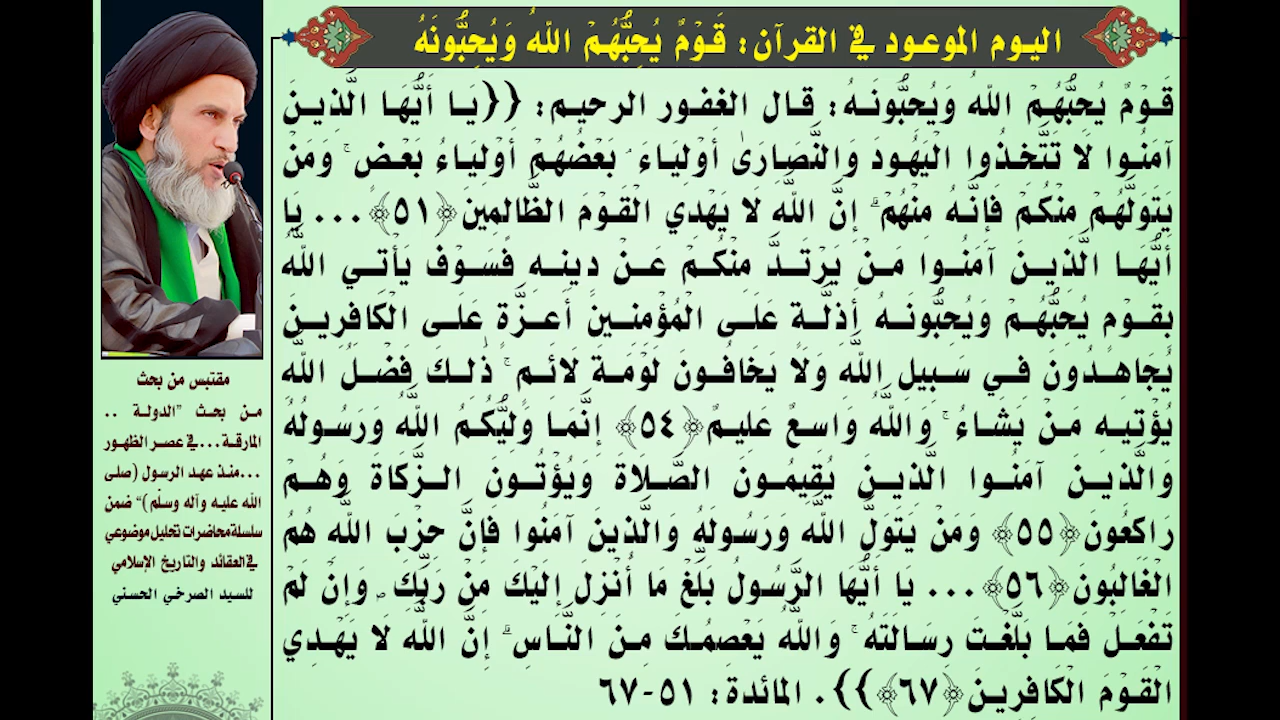 اليوم الموعود في القرآن: قَوْمٌ يُحِبُّهُمْ اللهُ وَيُحِبُّونَهُ
قَوْمٌ يُحِبُّهُمْ اللهُ وَيُحِبُّونَهُ: قال الغفور الرحيم: {{يَا أَيُّهَا الَّذِينَ
آمَنُوا لَا تَتَّخِذُوا الْيَهُودَ وَالنَّصَارَىٰ أَوْلِيَاءَ ۘ بَعْضُهُمْ أَوْلِيَاءُ بَعْضٍ ۚ وَمَنْ
يَتَوَلَّهُمْ مِنْكُمْ فَإِنَّهُ مِنْهُمْ ۗ إِنَّ اللَّهَ لَا يَهْدِي الْقَوْمَ الظَّالِمِينَ﴿٥١﴾... يَا
أَيُّهَا الَّذِينَ آمَنُوا مَنْ يَرْتَدَّ مِنْكُمْ عَنْ دِينِهِ فَسَوْفَ يَأْتِي اللَّهُ
بِقَوْمٍ يُحِبُّهُمْ وَيُحِبُّونَهُ أَذِلَّةٍ عَلَى الْمُؤْمِنِينَ أَعِزَّةٍ عَلَى الْكَافِرِينَ
يُجَاهِدُونَ فِي سَبِيلِ اللَّهِ وَلَا يَخَافُونَ لَوْمَةَ لَائِمٍ ۚ ذَٰلِكَ فَضْلُ اللَّهِ
يُؤْتِيهِ مَنْ يَشَاءُ ۚ وَاللَّهُ وَاسِعٌ عَلِيمٌ﴿٥٤﴾ إِنَّمَا وَلِيُّكُمُ اللَّهُ وَرَسُولُهُ
وَالَّذِينَ آمَنُوا الَّذِينَ يُقِيمُونَ الصَّلَاةَ وَيُؤْتُونَ الزَّكَاةَ وَهُمْ
رَاكِعُونَ﴿٥٥﴾ وَمَنْ يَتَوَلَّ اللَّهَ وَرَسُولَهُ وَالَّذِينَ آمَنُوا فَإِنَّ حِزْبَ اللَّهِ هُمُ
الْغَالِبُونَ﴿٥٦﴾... يَا أَيُّهَا الرَّسُولُ بَلِّغْ مَا أُنْزِلَ إِلَيْكَ مِنْ رَبِّكَ ۖ وَإِنْ لَمْ
تَفْعَلْ فَمَا بَلَّغْتَ رِسَالَتَهُ ۚ وَاللَّهُ يَعْصِمُكَ مِنَ النَّاسِ ۗ إِنَّ اللَّهَ لَا يَهْدِي
الْقَوْمَ الْكَافِرِينَ﴿٦٧﴾}}. المائدة: ٥١-٦٧
مقتبس من بحث
من بحث "الدولة ..
المارقة...في عصر الظهور
...منذ عهد الرسول (صلى
الله عليه وآله وسلّم)" ضمن
سلسلة محاضرات تحليل موضوعي
في العقائد والتاريخ الإسلامي
للسيد الصرخي الحسني